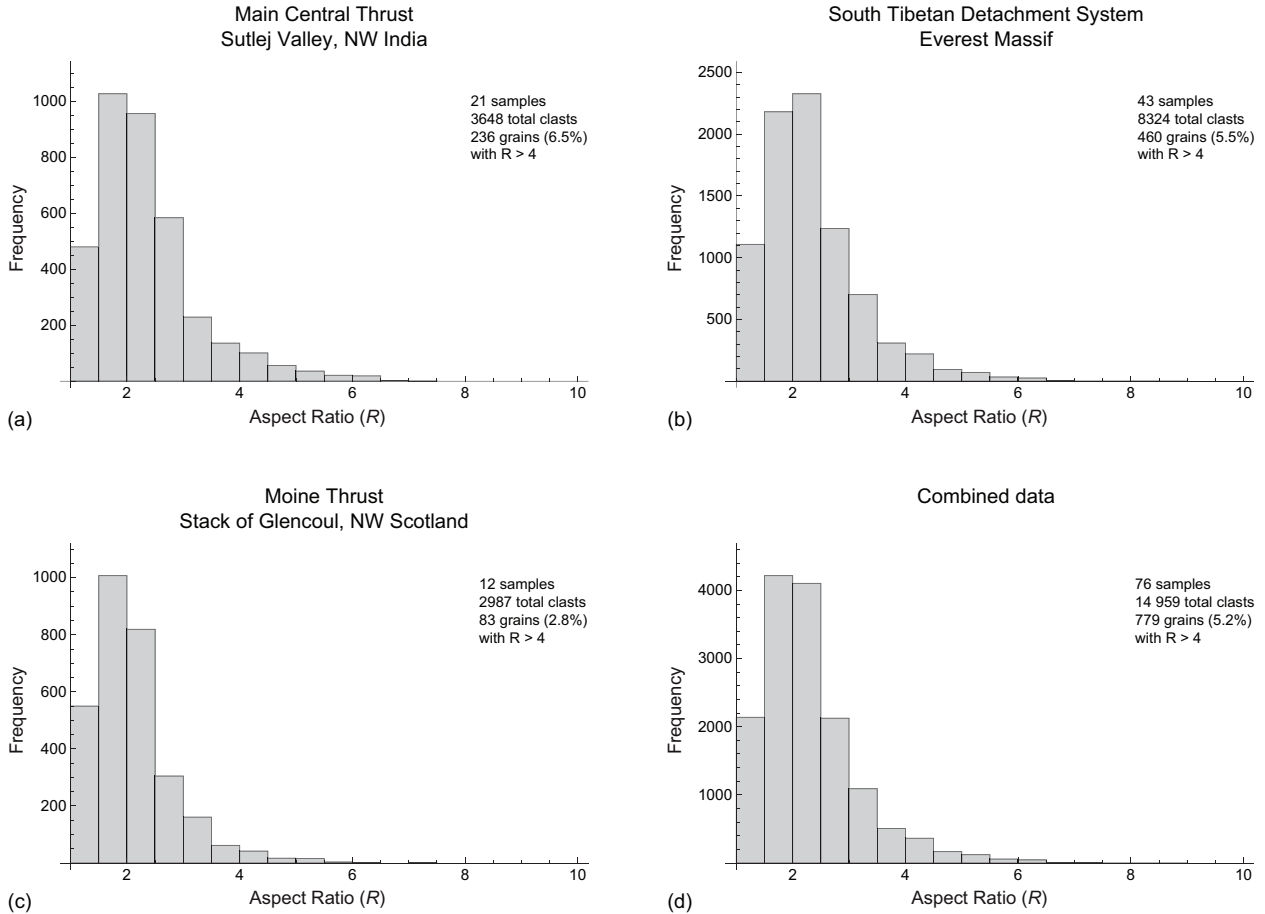 Main Central Thrust
Sutlej Valley, NW India
21 samples
3648 total clasts
236 grains (6.5%)
with R > 4
Frequency
1000
800
600
400
200
2 4 6 8 10
Aspect Ratio (R)
(a)
South Tibetan Detachment System
Everest Massif
43 samples
8324 total clasts
460 grains (5.5%)
with R > 4
Frequency
2500
2000
1500
1000
500
2 4 6 8 10
Aspect Ratio (R)
(b)
Moine Thrust
Stack of Glencoul, NW Scotland
12 samples
2987 total clasts
83 grains (2.8%)
with R > 4
Frequency
1000
800
600
400
200
2 4 6 8 10
Aspect Ratio (R)
(c)
Combined data
76 samples
14 959 total clasts
779 grains (5.2%)
with R > 4
Frequency
4000
3000
2000
1000
2 4 6 8 10
Aspect Ratio (R)
(d)